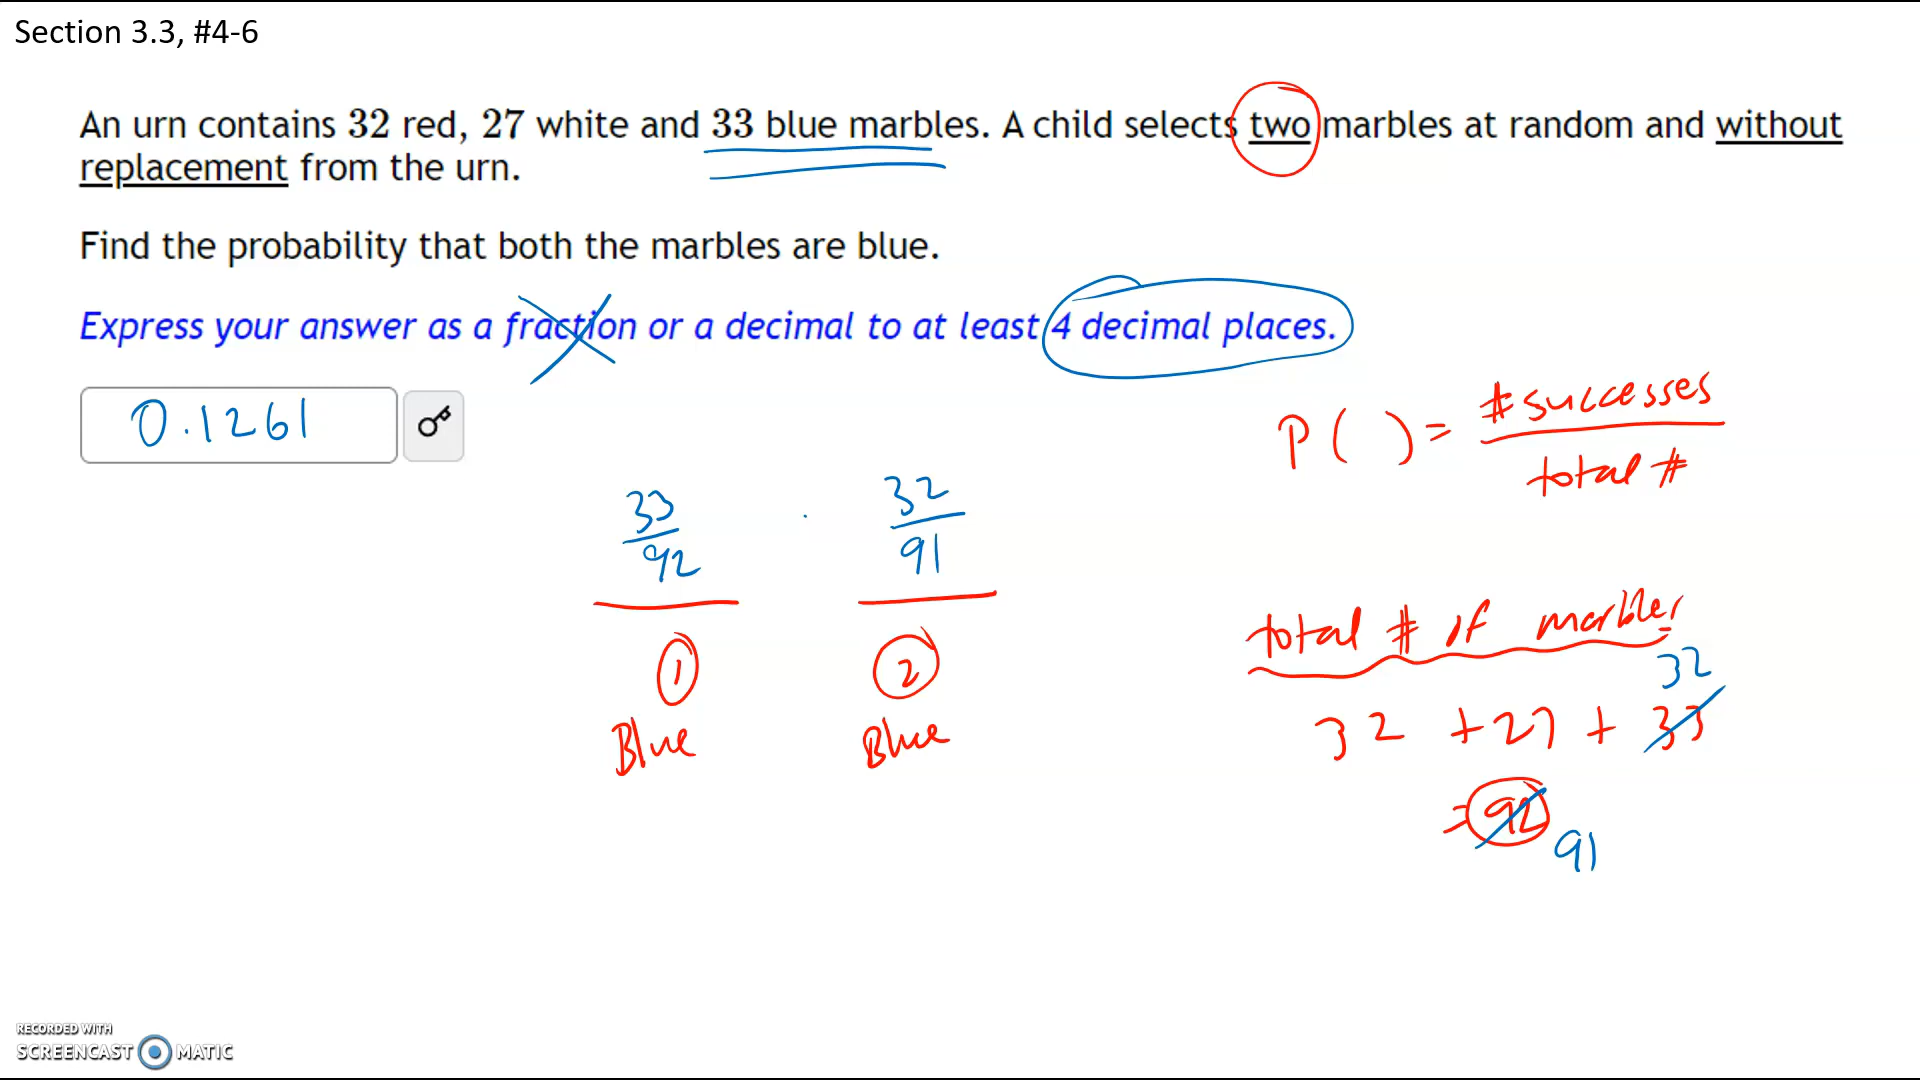 Section 3.3, #4-6
An urn contains 32 red, 27 white and 33 blue marbles. A child selects two marbles at random and without
replacement from the urn.
Find the probability that both the marbles are blue.
Express your answer as a fraction or a decimal to at least 4 decimal places.
0.1261
P( ) = # successes
total #
33
92
·
32
91
1
2
Blue
Blue
total # of marbles
32
32 + 27 + 33
= 92
91
RECORDED WITH
SCREENCAST MATIC